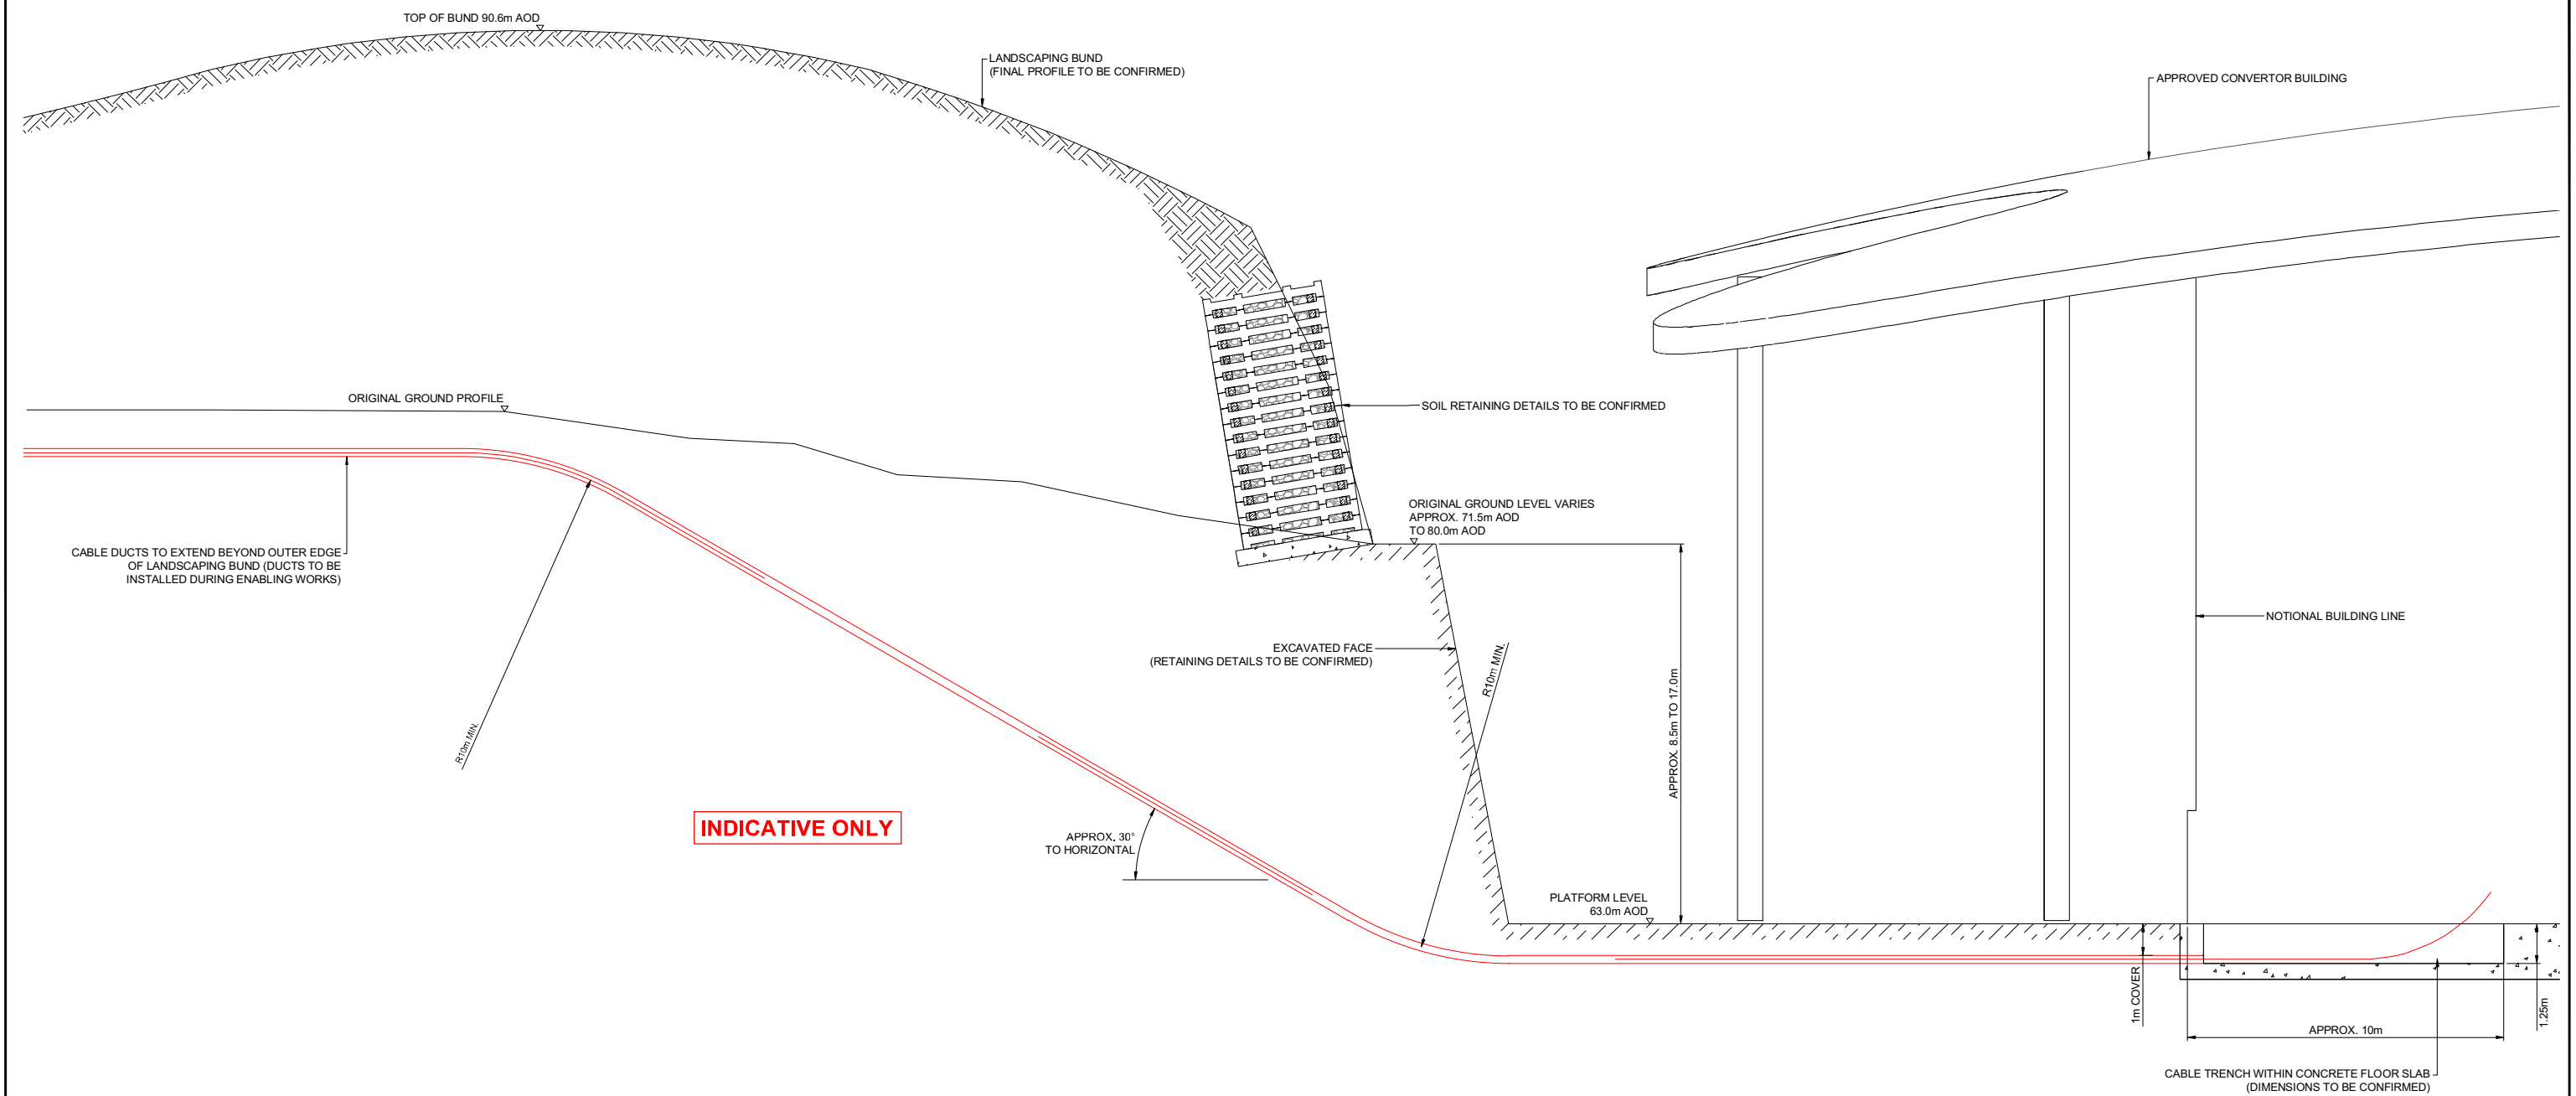 TOP OF BUND 90.6m AOD
LANDSCAPING BUND
(FINAL PROFILE TO BE CONFIRMED)
APPROVED CONVERTOR BUILDING
ORIGINAL GROUND PROFILE
SOIL RETAINING DETAILS TO BE CONFIRMED
ORIGINAL GROUND LEVEL VARIES
APPROX. 71.5m AOD
TO 80.0m AOD
CABLE DUCTS TO EXTEND BEYOND OUTER EDGE
OF LANDSCAPING BUND (DUCTS TO BE
INSTALLED DURING ENABLING WORKS)
NOTIONAL BUILDING LINE
EXCAVATED FACE
(RETAINING DETAILS TO BE CONFIRMED)
R10m MIN.
R10m MIN.
APPROX. 8.5m TO 17.0m
INDICATIVE ONLY
APPROX. 30°
TO HORIZONTAL
PLATFORM LEVEL
63.0m AOD
1m COVER
APPROX. 10m
1.25m
CABLE TRENCH WITHIN CONCRETE FLOOR SLAB
(DIMENSIONS TO BE CONFIRMED)